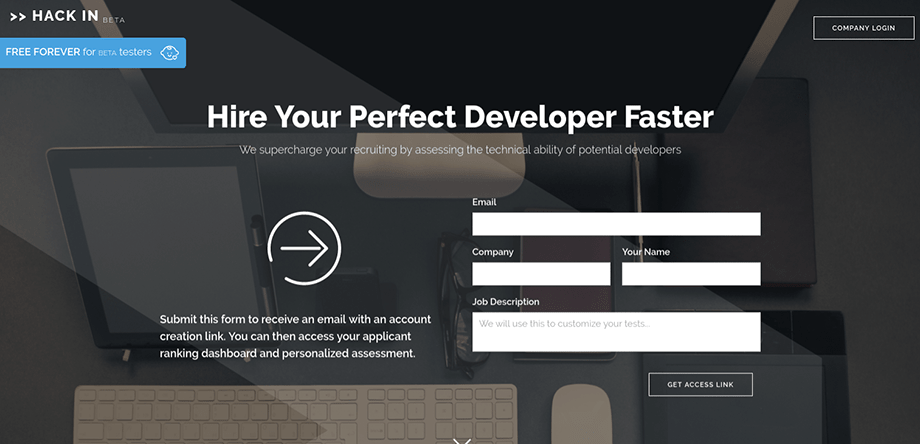 >> HACK IN BETA
COMPANY LOGIN
FREE FOREVER for BETA testers
Hire Your Perfect Developer Faster
We supercharge your recruiting by assessing the technical ability of potential developers
Email
Company
Your Name
Job Description
We will use this to customize your tests...
Submit this form to receive an email with an account
creation link. You can then access your applicant
ranking dashboard and personalized assessment.
GET ACCESS LINK